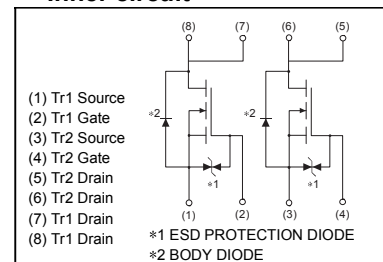 Inner circuit
(8) (7) (6) (5)
(1) Tr1 Source
(2) Tr1 Gate
(3) Tr2 Source
(4) Tr2 Gate
(5) Tr2 Drain
(6) Tr2 Drain
(7) Tr1 Drain
(8) Tr1 Drain
∗2 ∗2
∗1 ∗1
(1) (2) (3) (4)
∗1 ESD PROTECTION DIODE
∗2 BODY DIODE